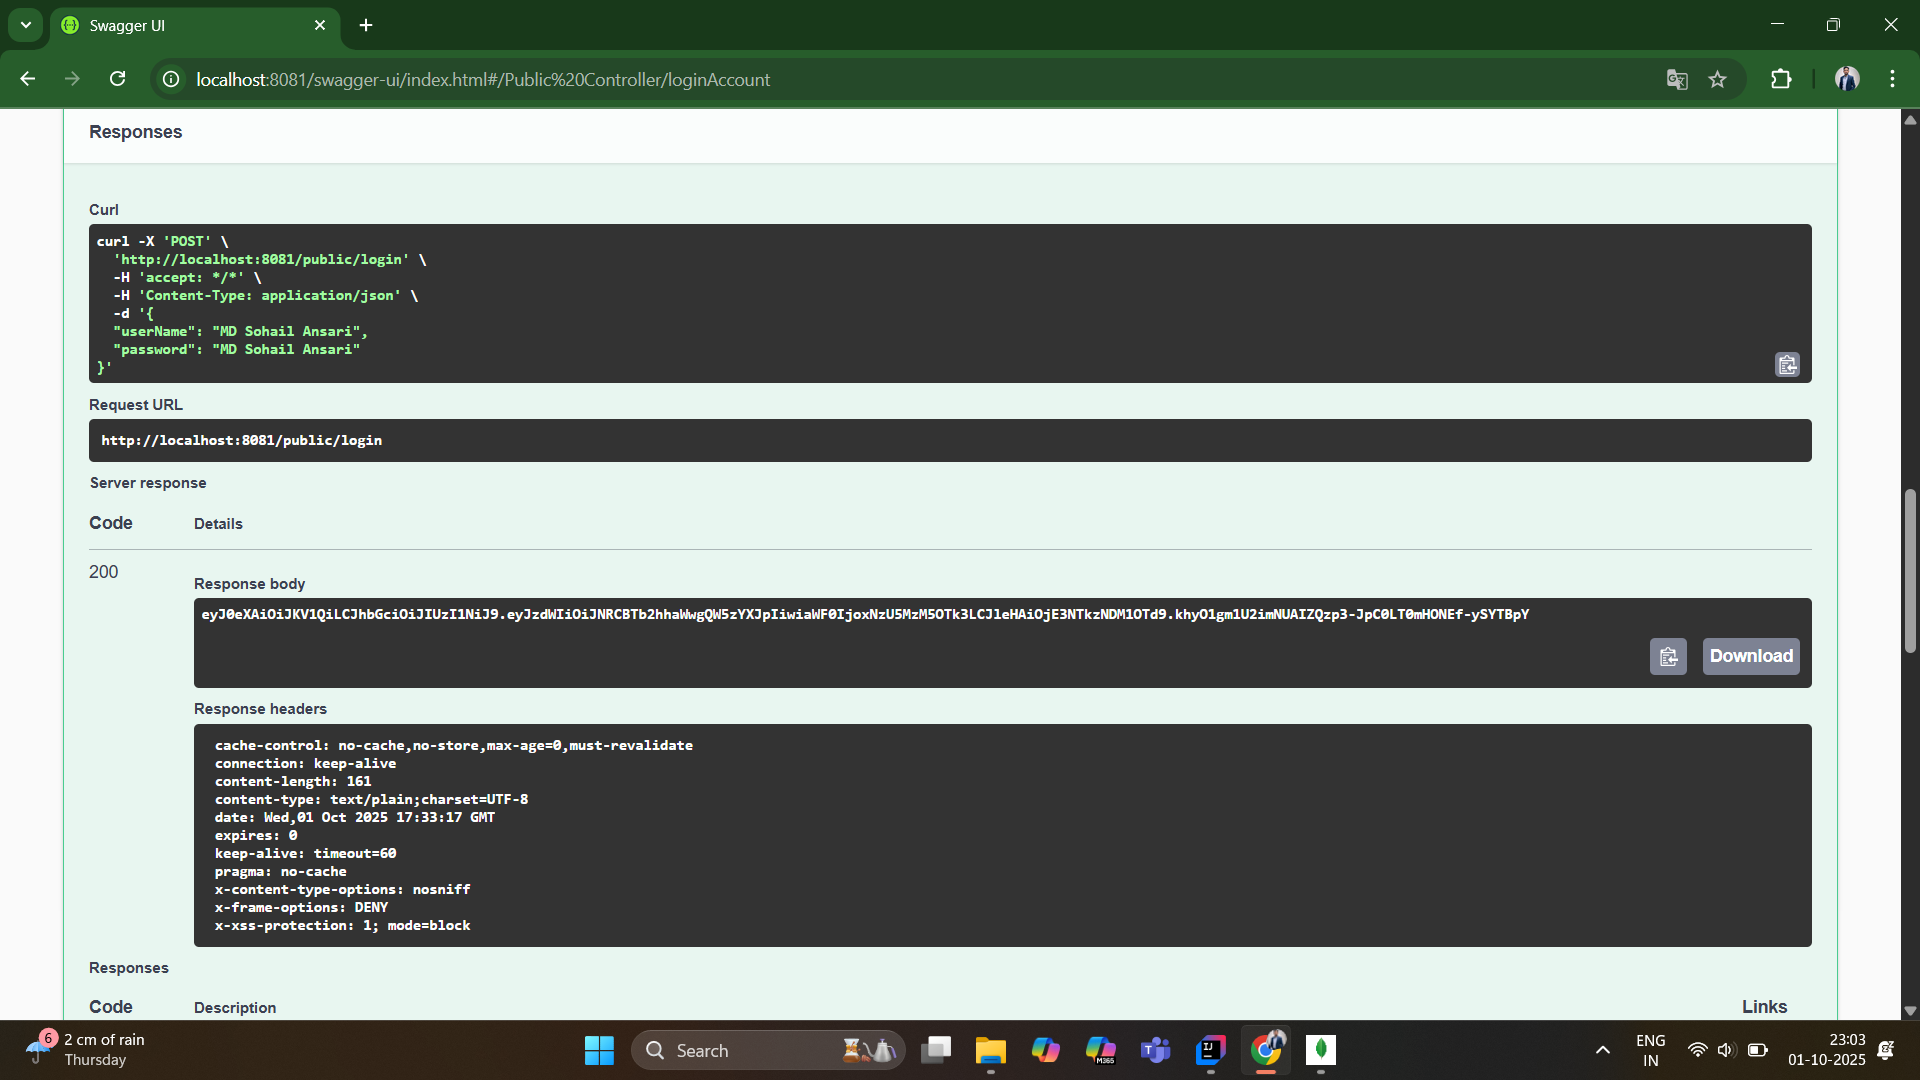 Swagger UI
localhost:8081/swagger-ui/index.html#/Public%20Controller/loginAccount
Responses
Curl
curl -X 'POST' \
'http://localhost:8081/public/login' \
-H 'accept: */*' \
-H 'Content-Type: application/json' \
-d '{
"userName": "MD Sohail Ansari",
"password": "MD Sohail Ansari"
}'
Request URL
http://localhost:8081/public/login
Server response
Code Details
200
Response body
eyJ0eXAiOiJKV1QiLCJhbGciOiJIUzI1NiJ9.eyJzdWIiOiJNRCBTb2hhaWwgQW5zYXJpIiwiaWF0IjoxNzU5MzM5OTk3LCJleHAiOjE3NTkzNDM1OTd9.khyO1gm1U2imNUAIZQzp3-JpC0LT0mHONEf-ySYTBpY
Download
Response headers
cache-control: no-cache,no-store,max-age=0,must-revalidate
connection: keep-alive
content-length: 161
content-type: text/plain;charset=UTF-8
date: Wed,01 Oct 2025 17:33:17 GMT
expires: 0
keep-alive: timeout=60
pragma: no-cache
x-content-type-options: nosniff
x-frame-options: DENY
x-xss-protection: 1; mode=block
Responses
Code Description Links
6
2 cm of rain
Thursday
Search
M365
T
IJ
ENG
IN
23:03
01-10-2025